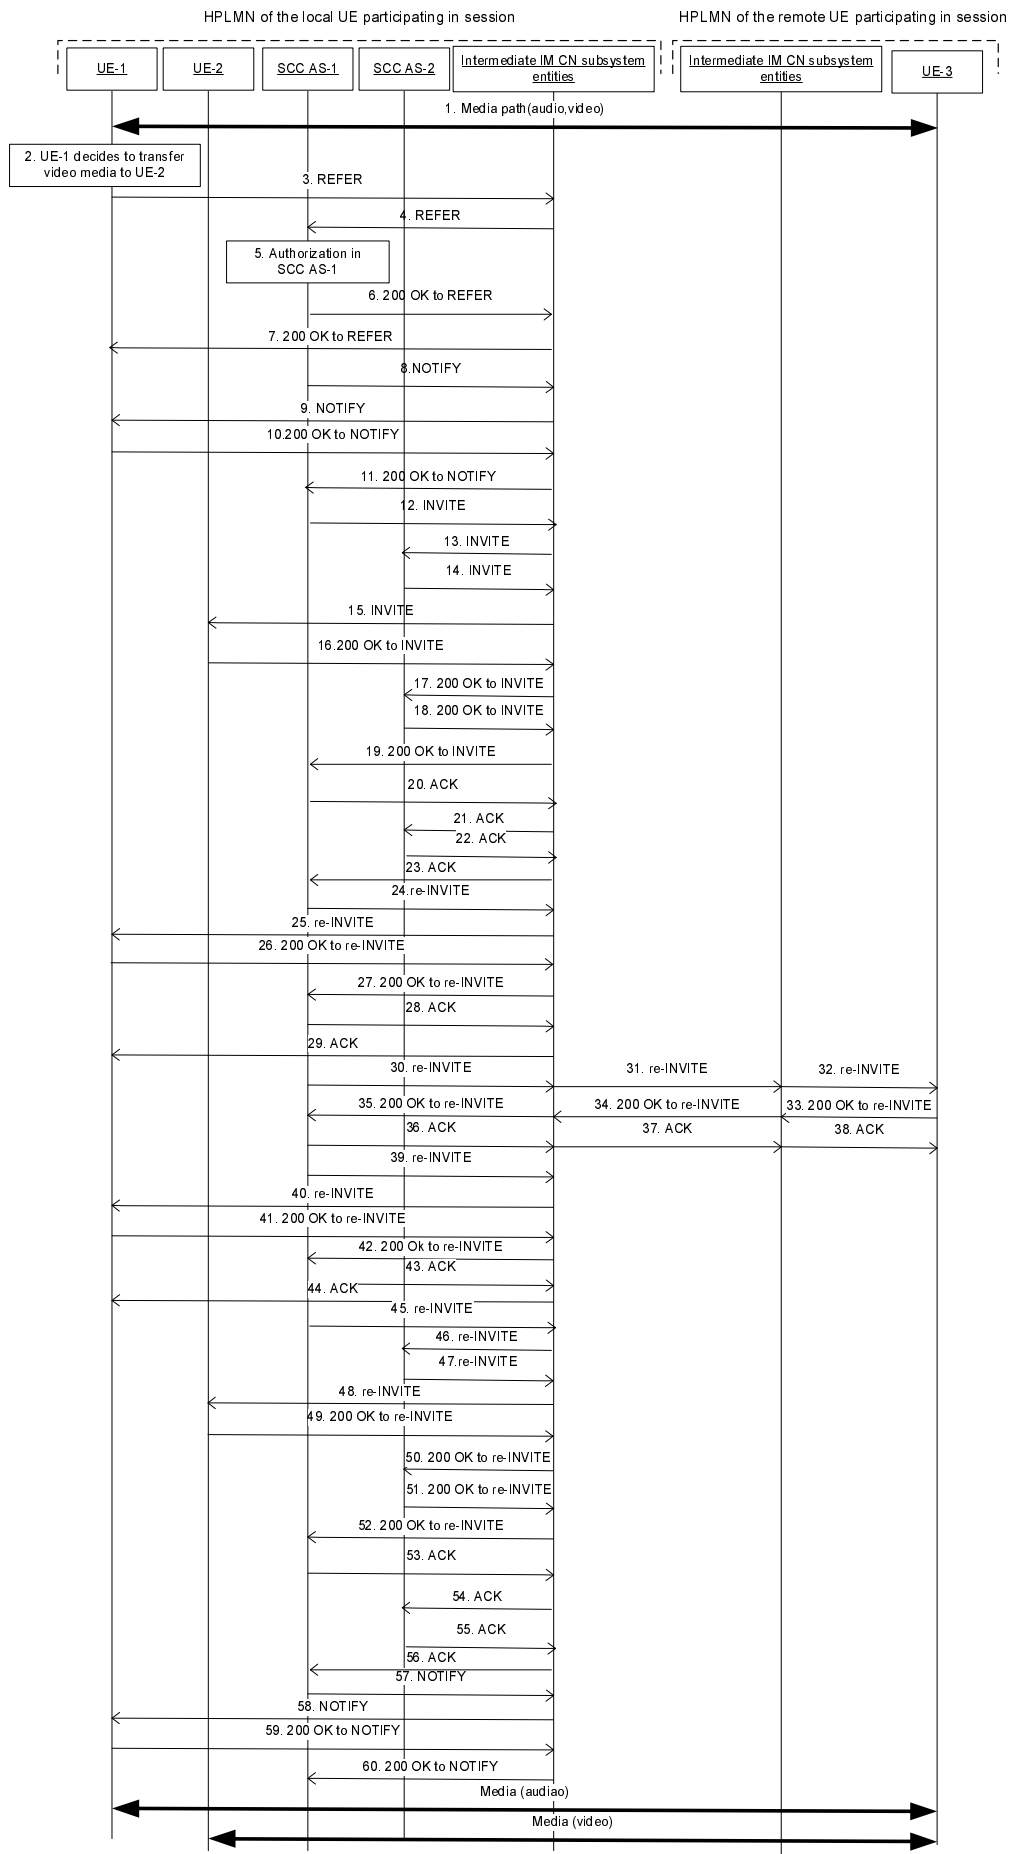 HPLMN of the local UE participating in session
HPLMN of the remote UE participating in session
UE-1
UE-2
SCC AS-1
SCC AS-2
Intermediate IM CN subsystem
entities
Intermediate IM CN subsystem
entities
UE-3
1. Media path(audio,video)
2. UE-1 decides to transfer
video media to UE-2
3. REFER
4. REFER
5. Authorization in
SCC AS-1
6. 200 OK to REFER
7. 200 OK to REFER
8.NOTIFY
9. NOTIFY
10.200 OK to NOTIFY
11. 200 OK to NOTIFY
12. INVITE
13. INVITE
14. INVITE
15. INVITE
16.200 OK to INVITE
17. 200 OK to INVITE
18. 200 OK to INVITE
19. 200 OK to INVITE
20. ACK
21. ACK
22. ACK
23. ACK
24.re-INVITE
25. re-INVITE
26. 200 OK to re-INVITE
27. 200 OK to re-INVITE
28. ACK
29. ACK
30. re-INVITE
31. re-INVITE
32. re-INVITE
35. 200 OK to re-INVITE
34. 200 OK to re-INVITE
33. 200 OK to re-INVITE
36. ACK
37. ACK
38. ACK
39. re-INVITE
40. re-INVITE
41. 200 OK to re-INVITE
42. 200 Ok to re-INVITE
43. ACK
44. ACK
45. re-INVITE
46. re-INVITE
47.re-INVITE
48. re-INVITE
49. 200 OK to re-INVITE
50. 200 OK to re-INVITE
51. 200 OK to re-INVITE
52. 200 OK to re-INVITE
53. ACK
54. ACK
55. ACK
56. ACK
57. NOTIFY
58. NOTIFY
59. 200 OK to NOTIFY
60. 200 OK to NOTIFY
Media (audiao)
Media (video)